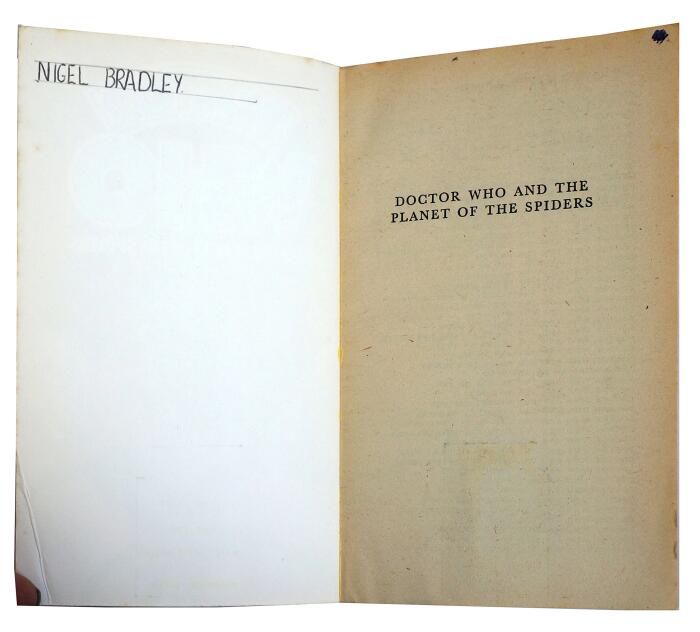 NIGEL BRADLEY.
DOCTOR WHO AND THE
PLANET OF THE SPIDERS